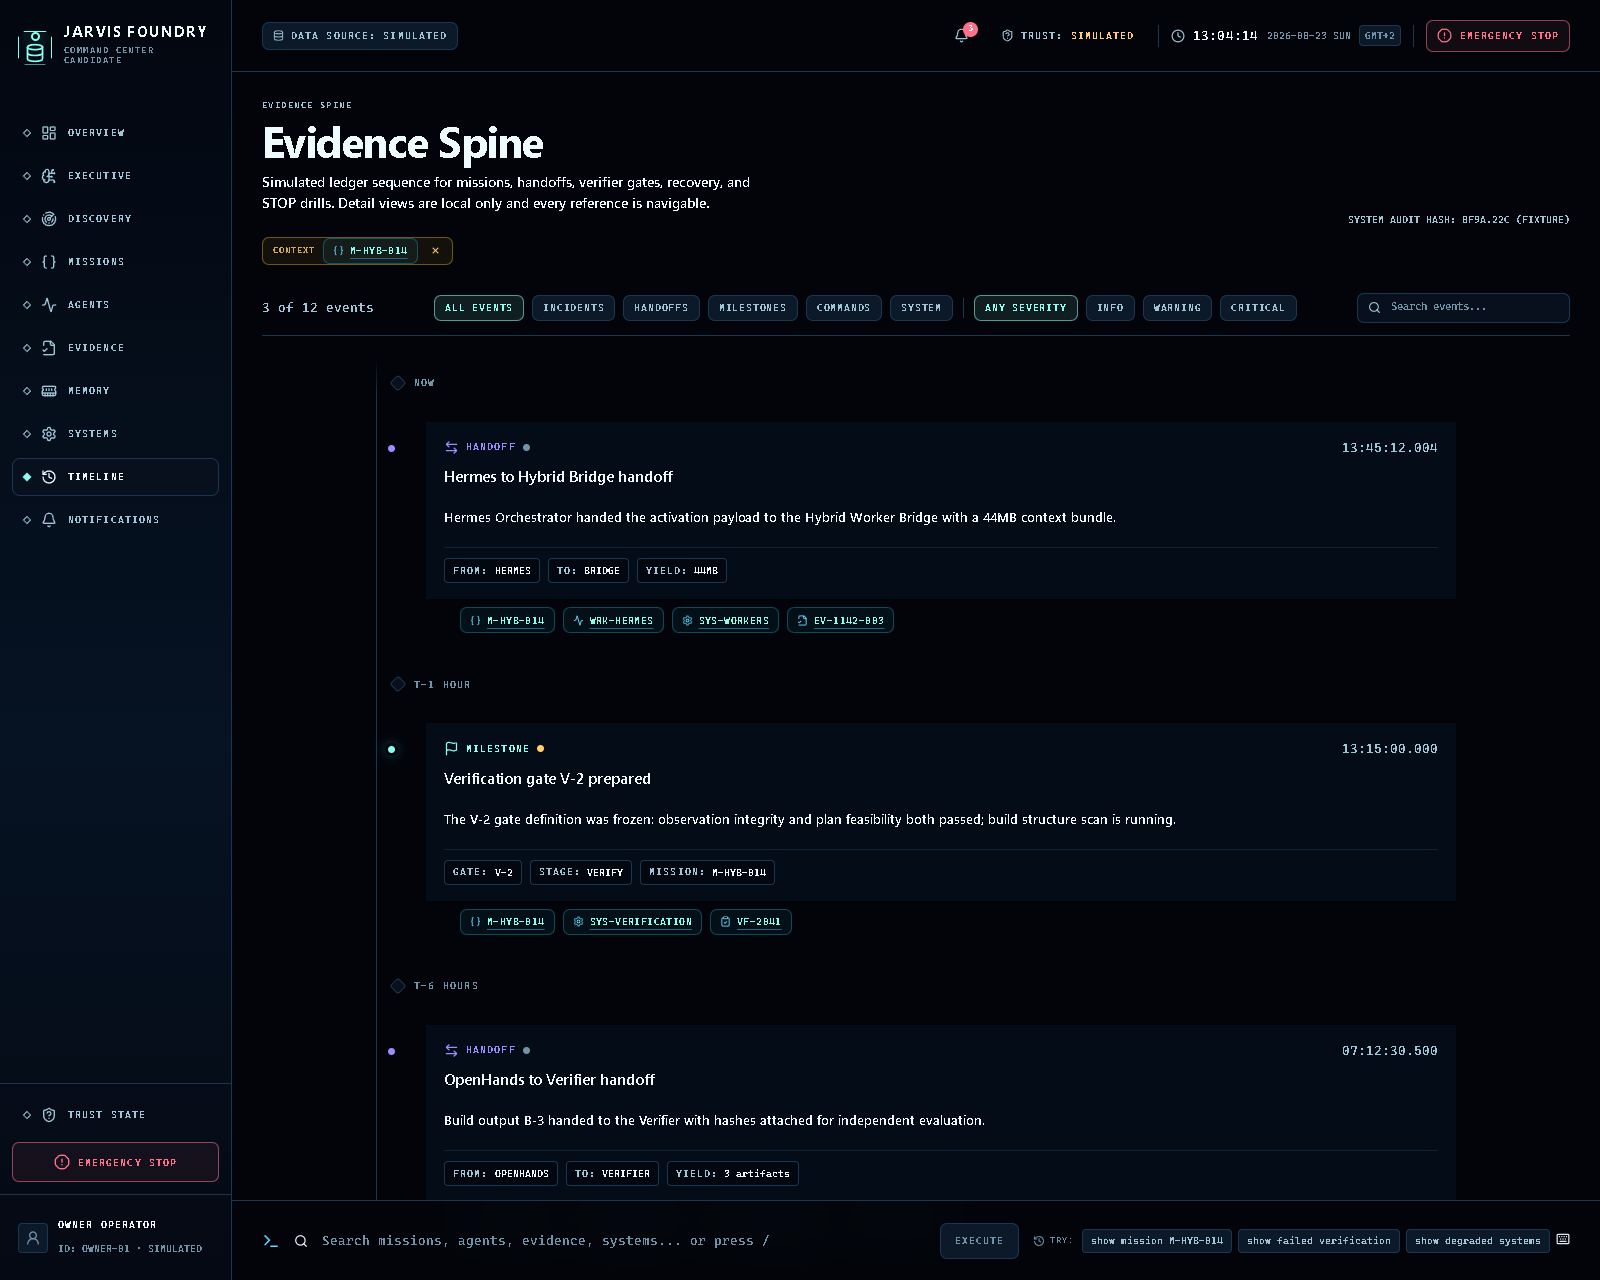 JARVIS FOUNDRY
COMMAND CENTER
CANDIDATE
OVERVIEW
EXECUTIVE
DISCOVERY
MISSIONS
AGENTS
EVIDENCE
MEMORY
SYSTEMS
TIMELINE
NOTIFICATIONS
TRUST STATE
EMERGENCY STOP
OWNER OPERATOR
ID: OWNER-01 • SIMULATED
DATA SOURCE: SIMULATED
3
TRUST: SIMULATED
13:04:14 2026-08-23 SUN GMT+2
EMERGENCY STOP
EVIDENCE SPINE
Evidence Spine
Simulated ledger sequence for missions, handoffs, verifier gates, recovery, and
STOP drills. Detail views are local only and every reference is navigable.
SYSTEM AUDIT HASH: 8F9A.22C (FIXTURE)
CONTEXT {} M-HYB-014 ×
3 of 12 events
ALL EVENTS INCIDENTS HANDOFFS MILESTONES COMMANDS SYSTEM
ANY SEVERITY INFO WARNING CRITICAL
Search events...
NOW
HANDOFF 13:45:12.004
Hermes to Hybrid Bridge handoff
Hermes Orchestrator handed the activation payload to the Hybrid Worker Bridge with a 44MB context bundle.
FROM: HERMES TO: BRIDGE YIELD: 44MB
{} M-HYB-014 WRK-HERMES SYS-WORKERS EV-1142-003
T-1 HOUR
MILESTONE 13:15:00.000
Verification gate V-2 prepared
The V-2 gate definition was frozen: observation integrity and plan feasibility both passed; build structure scan is running.
GATE: V-2 STAGE: VERIFY MISSION: M-HYB-014
{} M-HYB-014 SYS-VERIFICATION VF-2041
T-6 HOURS
HANDOFF 07:12:30.500
OpenHands to Verifier handoff
Build output B-3 handed to the Verifier with hashes attached for independent evaluation.
FROM: OPENHANDS TO: VERIFIER YIELD: 3 artifacts
Search missions, agents, evidence, systems... or press /
EXECUTE
TRY: show mission M-HYB-014 show failed verification show degraded systems